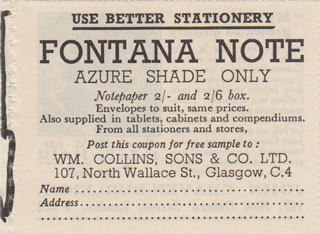 USE BETTER STATIONERY
FONTANA NOTE
AZURE SHADE ONLY
Notepaper 2/- and 2/6 box.
Envelopes to suit, same prices.
Also supplied in tablets, cabinets and compendiums.
From all stationers and stores,
Post this coupon for free sample to :
WM. COLLINS, SONS & CO. LTD.
107, North Wallace St., Glasgow, C.4
Name
Address